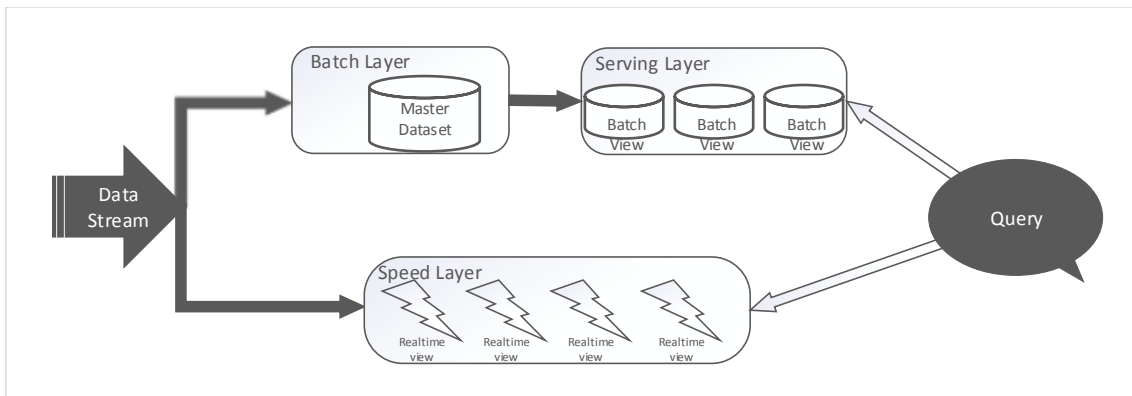 Batch Layer
Master
Dataset
Serving Layer
Batch
View
Batch
View
Batch
View
Data
Stream
Query
Speed Layer
Realtime
view
Realtime
view
Realtime
view
Realtime
view